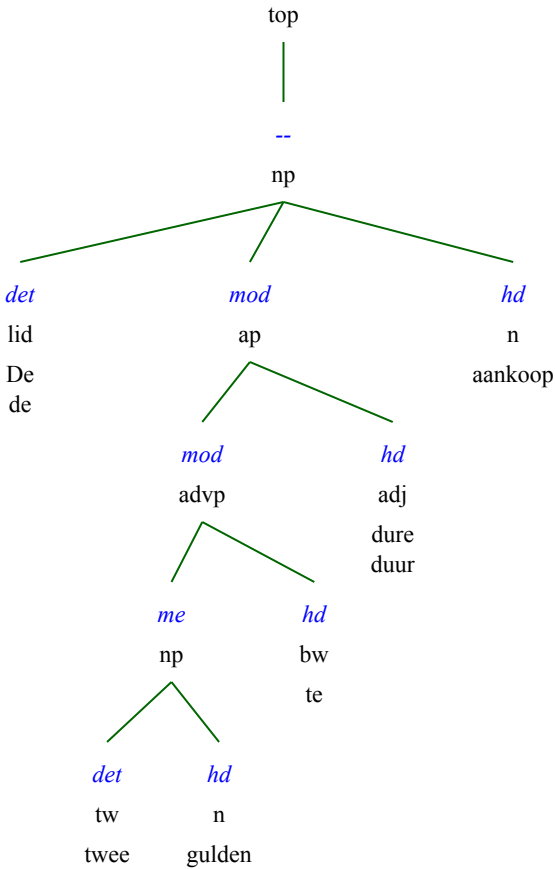 top
--
np
det mod hd
lid ap n
De aankoop
de
mod hd
advp adj
dure
duur
me hd
np bw
te
det hd
tw n
twee gulden